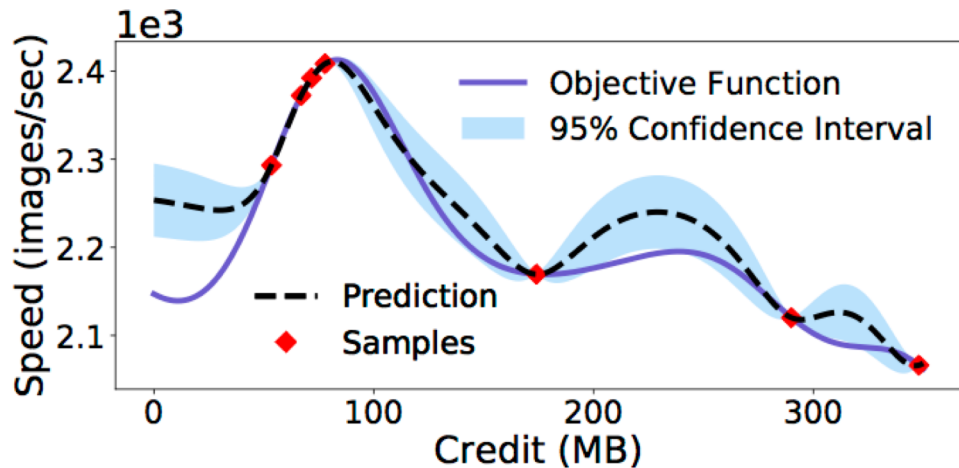 1e3
Speed (images/sec)
2.4
2.3
2.2
2.1
Objective Function
95% Confidence Interval
Prediction
Samples
0
100
200
300
Credit (MB)